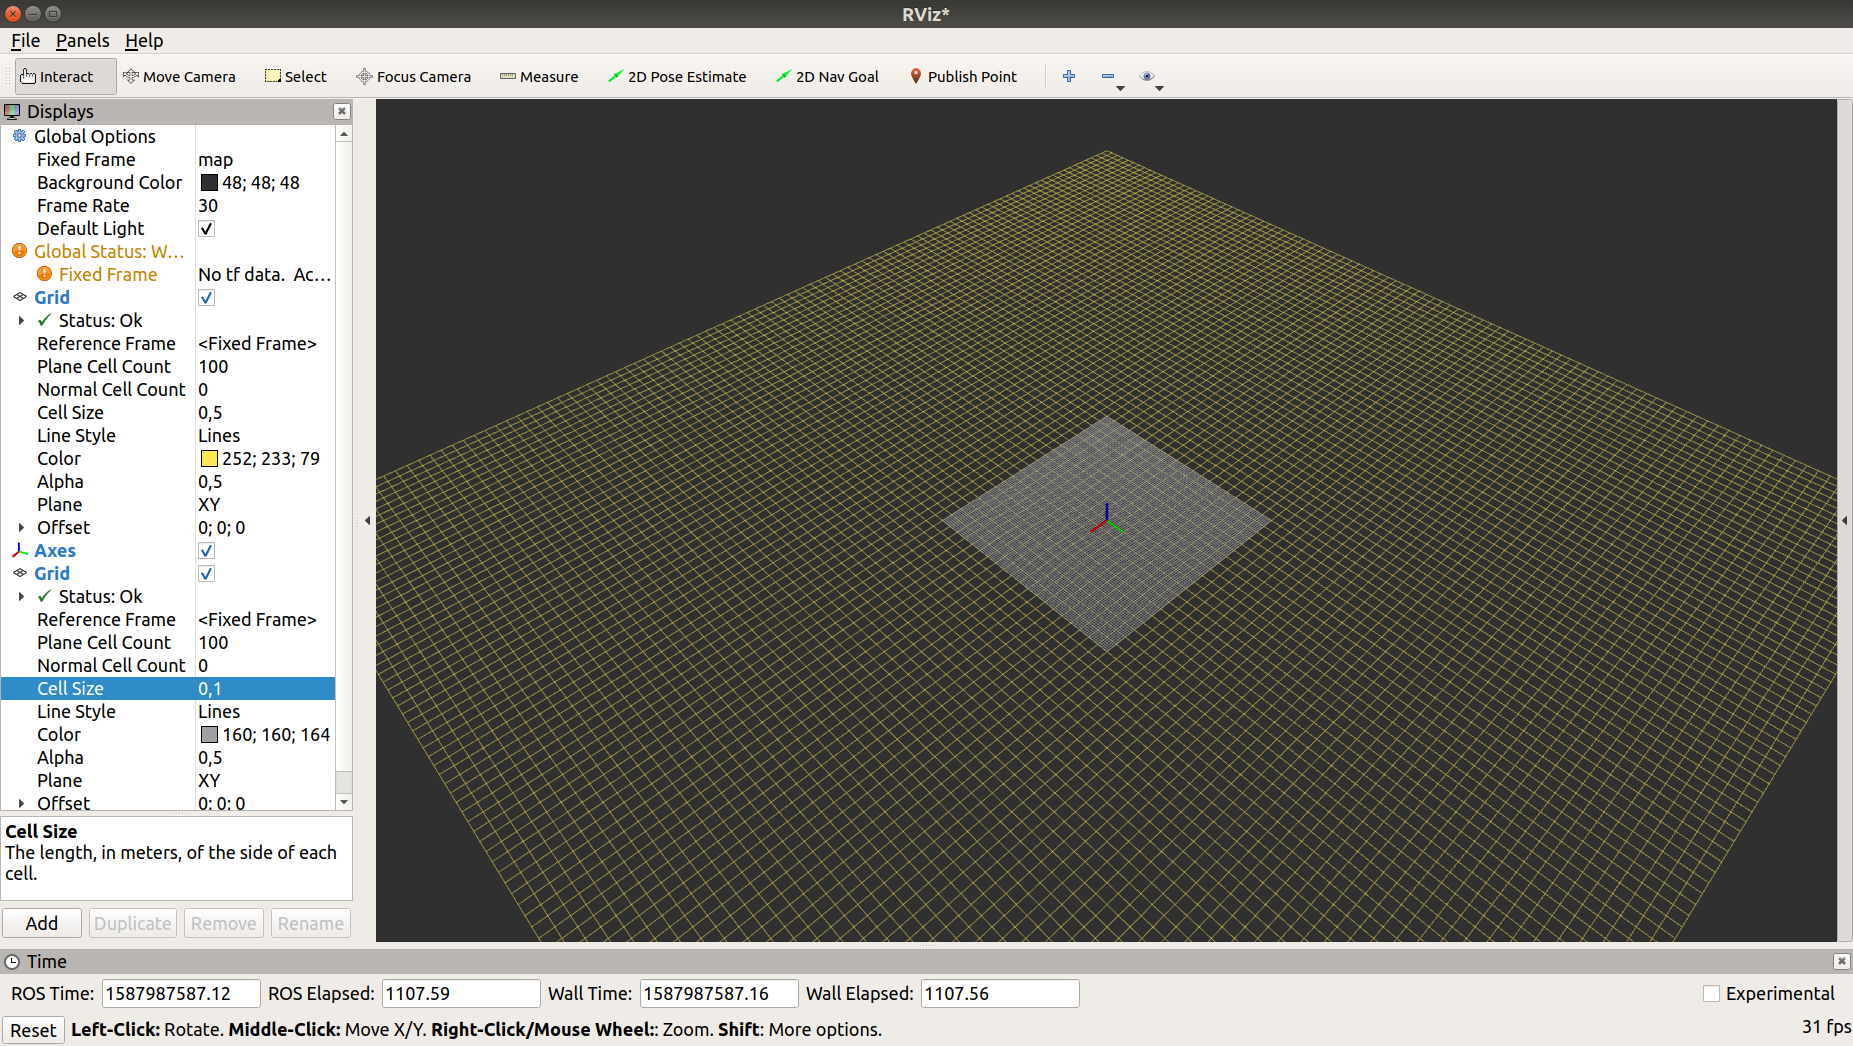 RViz*
File Panels Help
Interact Move Camera Select Focus Camera Measure 2D Pose Estimate 2D Nav Goal Publish Point
Displays
Global Options
Fixed Frame map
Background Color 48; 48; 48
Frame Rate 30
Default Light
Global Status: W...
Fixed Frame No tf data. Ac...
Grid
Status: Ok
Reference Frame <Fixed Frame>
Plane Cell Count 100
Normal Cell Count 0
Cell Size 0,5
Line Style Lines
Color 252; 233; 79
Alpha 0,5
Plane XY
Offset 0; 0; 0
Axes
Grid
Status: Ok
Reference Frame <Fixed Frame>
Plane Cell Count 100
Normal Cell Count 0
Cell Size 0,1
Line Style Lines
Color 160; 160; 164
Alpha 0,5
Plane XY
Offset 0; 0; 0
Cell Size
The length, in meters, of the side of each
cell.
Add Duplicate Remove Rename
Time
ROS Time: 1587987587.12 ROS Elapsed: 1107.59 Wall Time: 1587987587.16 Wall Elapsed: 1107.56 Experimental
Reset Left-Click: Rotate. Middle-Click: Move X/Y. Right-Click/Mouse Wheel:: Zoom. Shift: More options. 31 fps